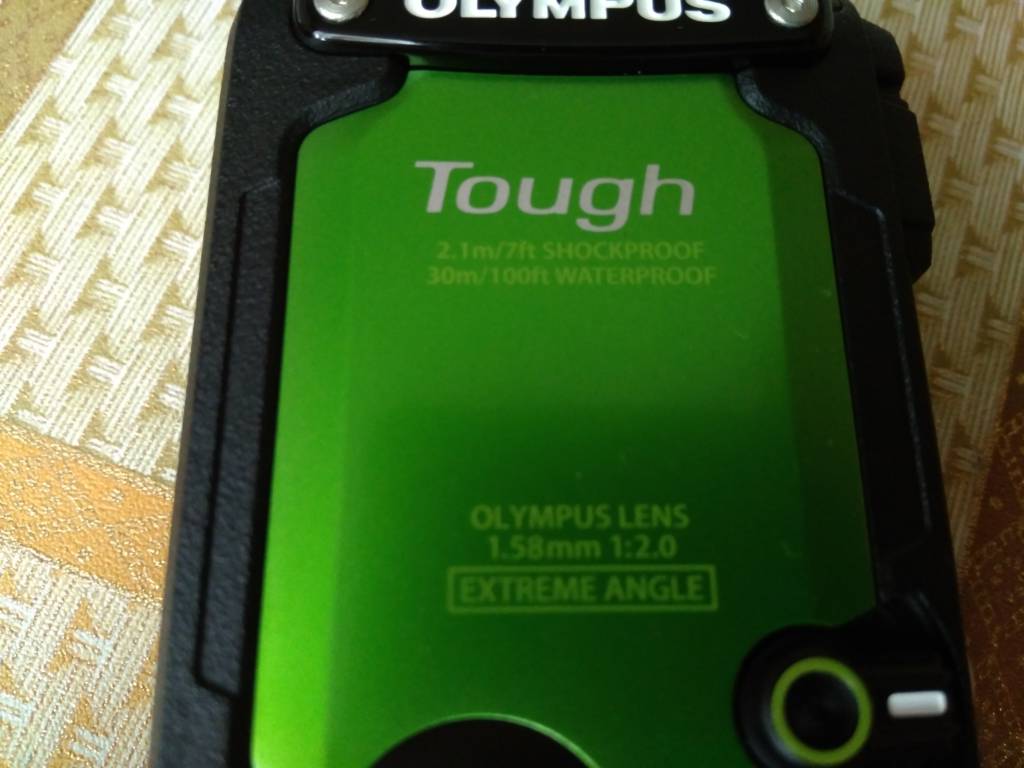 OLYMPUS
Tough
2.1m/7ft SHOCKPROOF
30m/100ft WATERPROOF
OLYMPUS LENS
1.58mm 1:2.0
EXTREME ANGLE